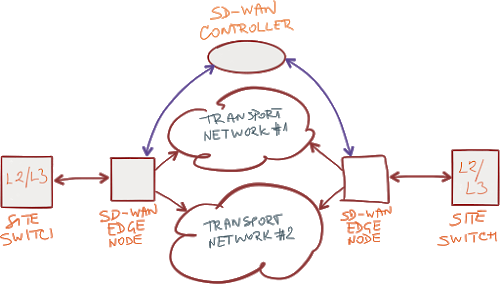 SD-WAN
CONTROLLER
TRANSPORT
NETWORK #1
L2/L3
L2/
L3
SITE
SWITCH
SD-WAN
EDGE
NODE
TRANSPORT
NETWORK #2
SD-WAN
EDGE
NODE
SITE
SWITCH